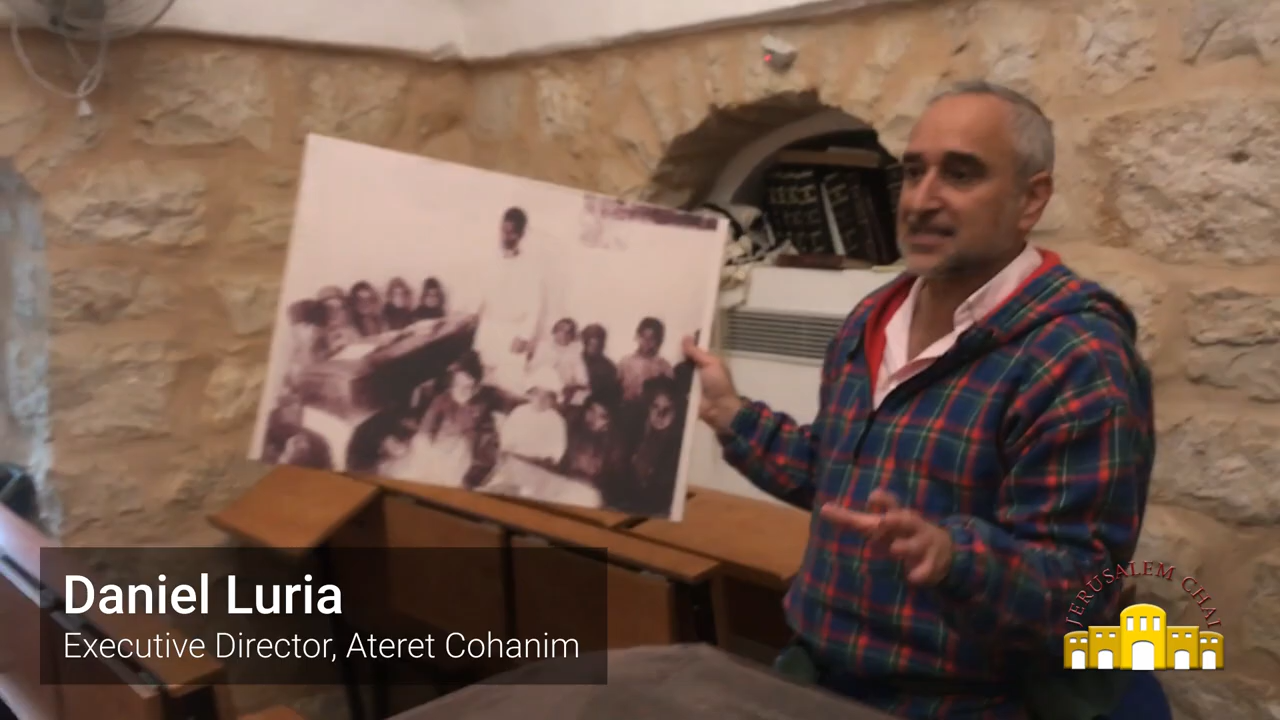 Daniel Luria
Executive Director, Ateret Cohanim
JERUSALEM CHAI